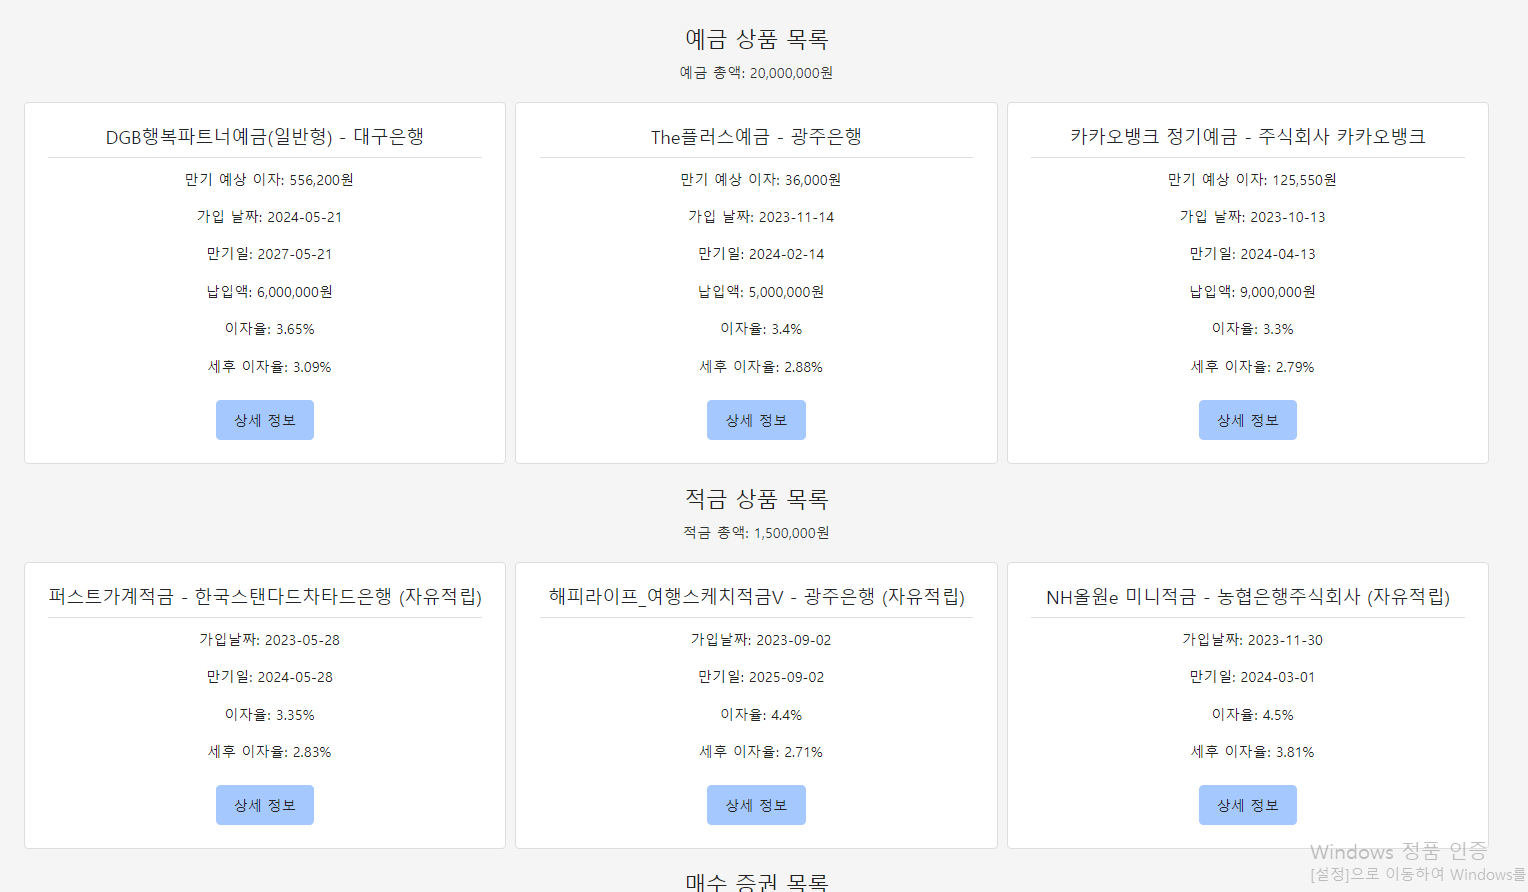 예금 상품 목록
예금 총액: 20,000,000원
DGB행복파트너예금(일반형) - 대구은행
만기 예상 이자: 556,200원
가입 날짜: 2024-05-21
만기일: 2027-05-21
납입액: 6,000,000원
이자율: 3.65%
세후 이자율: 3.09%
상세 정보
The플러스예금 - 광주은행
만기 예상 이자: 36,000원
가입 날짜: 2023-11-14
만기일: 2024-02-14
납입액: 5,000,000원
이자율: 3.4%
세후 이자율: 2.88%
상세 정보
카카오뱅크 정기예금 - 주식회사 카카오뱅크
만기 예상 이자: 125,550원
가입 날짜: 2023-10-13
만기일: 2024-04-13
납입액: 9,000,000원
이자율: 3.3%
세후 이자율: 2.79%
상세 정보
적금 상품 목록
적금 총액: 1,500,000원
퍼스트가계적금 - 한국스탠다드차타드은행 (자유적립)
가입날짜: 2023-05-28
만기일: 2024-05-28
이자율: 3.35%
세후 이자율: 2.83%
상세 정보
해피라이프_여행스케치적금V - 광주은행 (자유적립)
가입날짜: 2023-09-02
만기일: 2025-09-02
이자율: 4.4%
세후 이자율: 2.71%
상세 정보
NH올원e 미니적금 - 농협은행주식회사 (자유적립)
가입날짜: 2023-11-30
만기일: 2024-03-01
이자율: 4.5%
세후 이자율: 3.81%
상세 정보
매수 증권 목록
Windows 정품 인증
[설정]으로 이동하여 Windows를